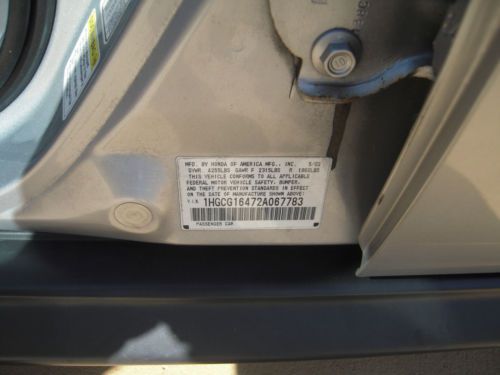 MFD. BY HONDA OF AMERICA MFG., INC. 5/02
GVWR. 4255LBS GAWR F 2315LBS R 1960LBS
THIS VEHICLE CONFORMS TO ALL APPLICABLE
FEDERAL MOTOR VEHICLE SAFETY, BUMPER,
AND THEFT PREVENTION STANDARDS IN EFFECT
ON THE DATE OF MANUFACTURE SHOWN ABOVE.
V.I.N. 1HGCG16472A067783
PASSENGER CAR